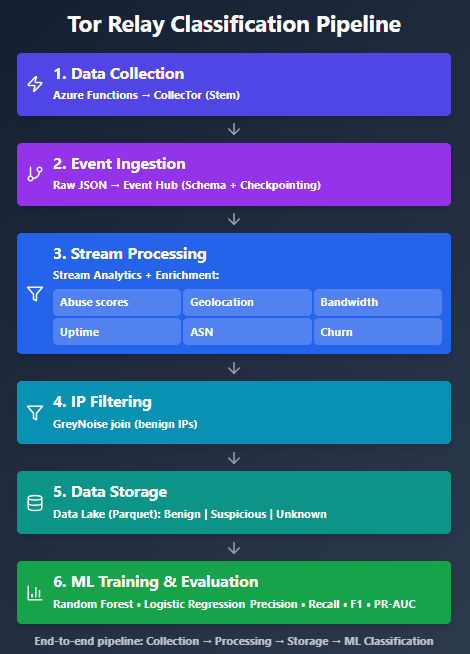 Tor Relay Classification Pipeline
1. Data Collection
Azure Functions → CollecTor (Stem)
2. Event Ingestion
Raw JSON → Event Hub (Schema + Checkpointing)
3. Stream Processing
Stream Analytics + Enrichment:
Abuse scores Geolocation Bandwidth
Uptime ASN Churn
4. IP Filtering
GreyNoise join (benign IPs)
5. Data Storage
Data Lake (Parquet): Benign | Suspicious | Unknown
6. ML Training & Evaluation
Random Forest • Logistic Regression Precision • Recall • F1 • PR-AUC
End-to-end pipeline: Collection → Processing → Storage → ML Classification